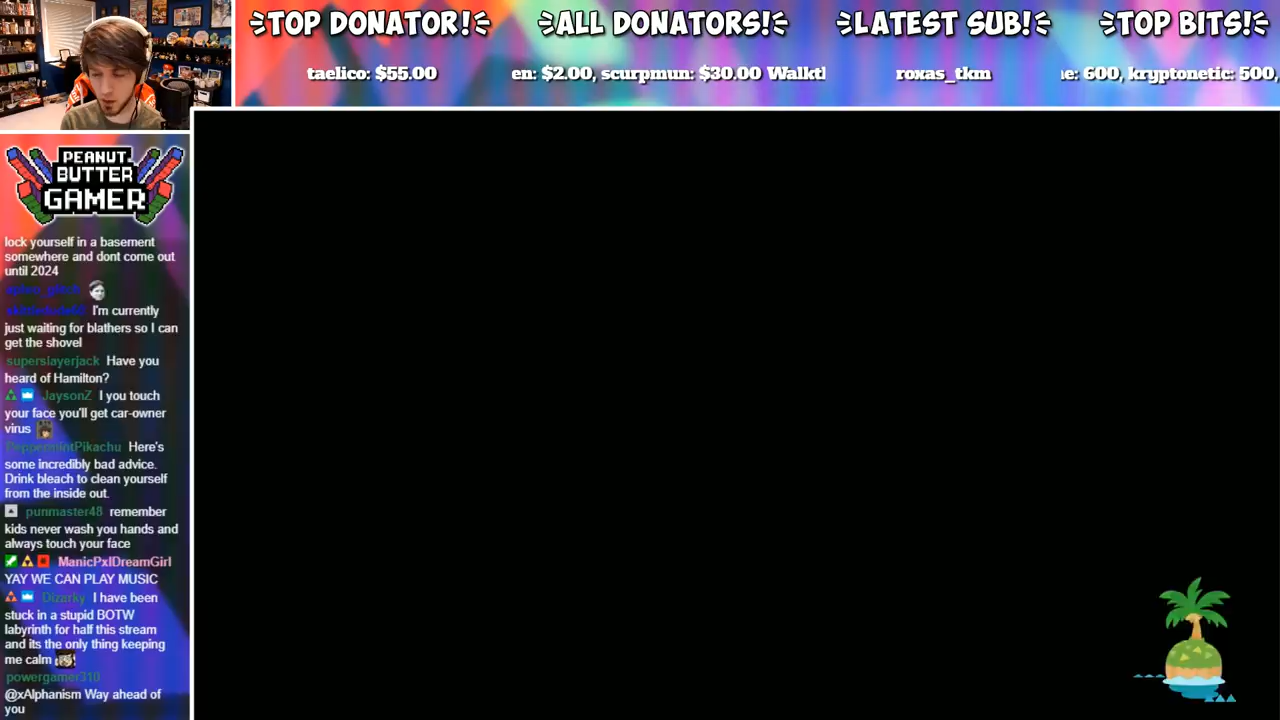 TOP DONATOR!
ALL DONATORS!
LATEST SUB!
TOP BITS!
taelico: $55.00
en: $2.00, scurpmun: $30.00 Walktl
roxas_tkm
e: 600, kryptonetic: 500,
PEANUT
BUTTER
GAMER
lock yourself in a basement
somewhere and dont come out
until 2024
I'm currently
just waiting for blathers so I can
get the shovel
superslayerjack Have you
heard of Hamilton?
JaysonZ I you touch
your face you'll get car-owner
virus
PeppermintPikachu Here's
some incredibly bad advice.
Drink bleach to clean yourself
from the inside out.
punmaster48 remember
kids never wash you hands and
always touch your face
ManicPxlDreamGirl
YAY WE CAN PLAY MUSIC
Dizarky I have been
stuck in a stupid BOTW
labyrinth for half this stream
and its the only thing keeping
me calm
powergamer310
@xAlphanism Way ahead of
you